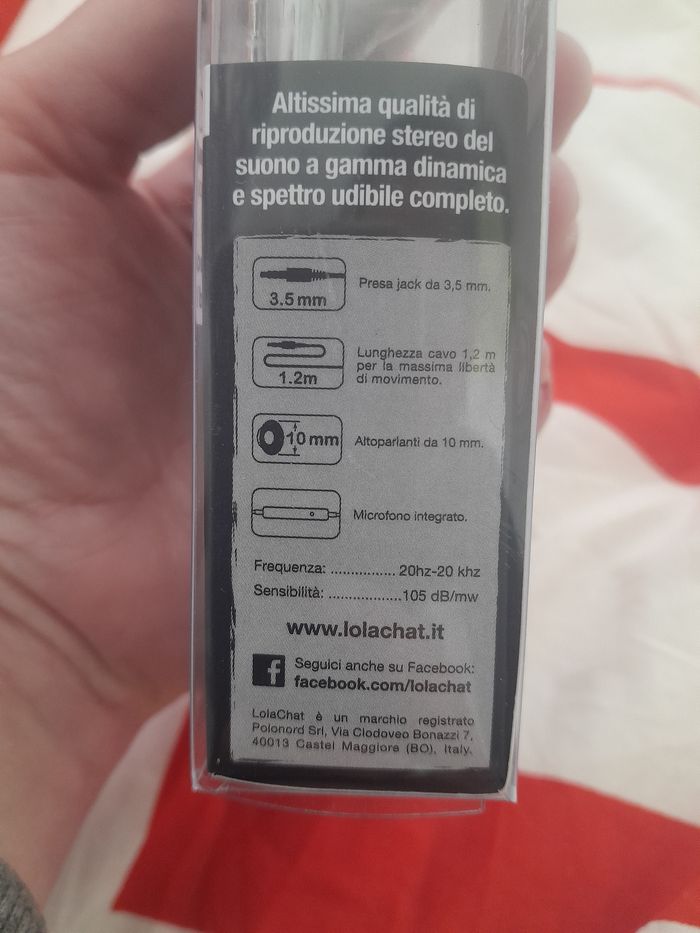 Altissima qualità di
riproduzione stereo del
suono a gamma dinamica
e spettro udibile completo.
3.5 mm
Presa jack da 3,5 mm.
1.2m
Lunghezza cavo 1,2 m
per la massima libertà
di movimento.
10 mm
Altoparlanti da 10 mm.
Microfono integrato.
Frequenza: ................ 20hz-20 khz
Sensibilità: ..................105 dB/mw
www.lolachat.it
f
Seguici anche su Facebook:
facebook.com/lolachat
LolaChat è un marchio registrato
Polonord Srl, Via Clodoveo Bonazzi 7,
40013 Castel Maggiore (BO), Italy.